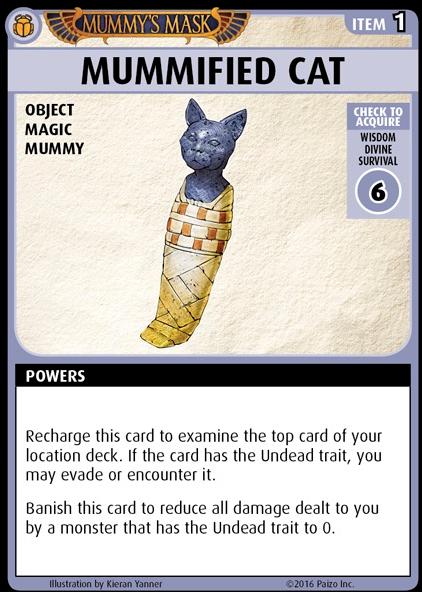 MUMMY'S MASK
ITEM 1
MUMMIFIED CAT
OBJECT
MAGIC
MUMMY
CHECK TO
ACQUIRE
WISDOM
DIVINE
SURVIVAL
6
POWERS
Recharge this card to examine the top card of your
location deck. If the card has the Undead trait, you
may evade or encounter it.
Banish this card to reduce all damage dealt to you
by a monster that has the Undead trait to 0.
Illustration by Kieran Yanner
©2016 Paizo Inc.